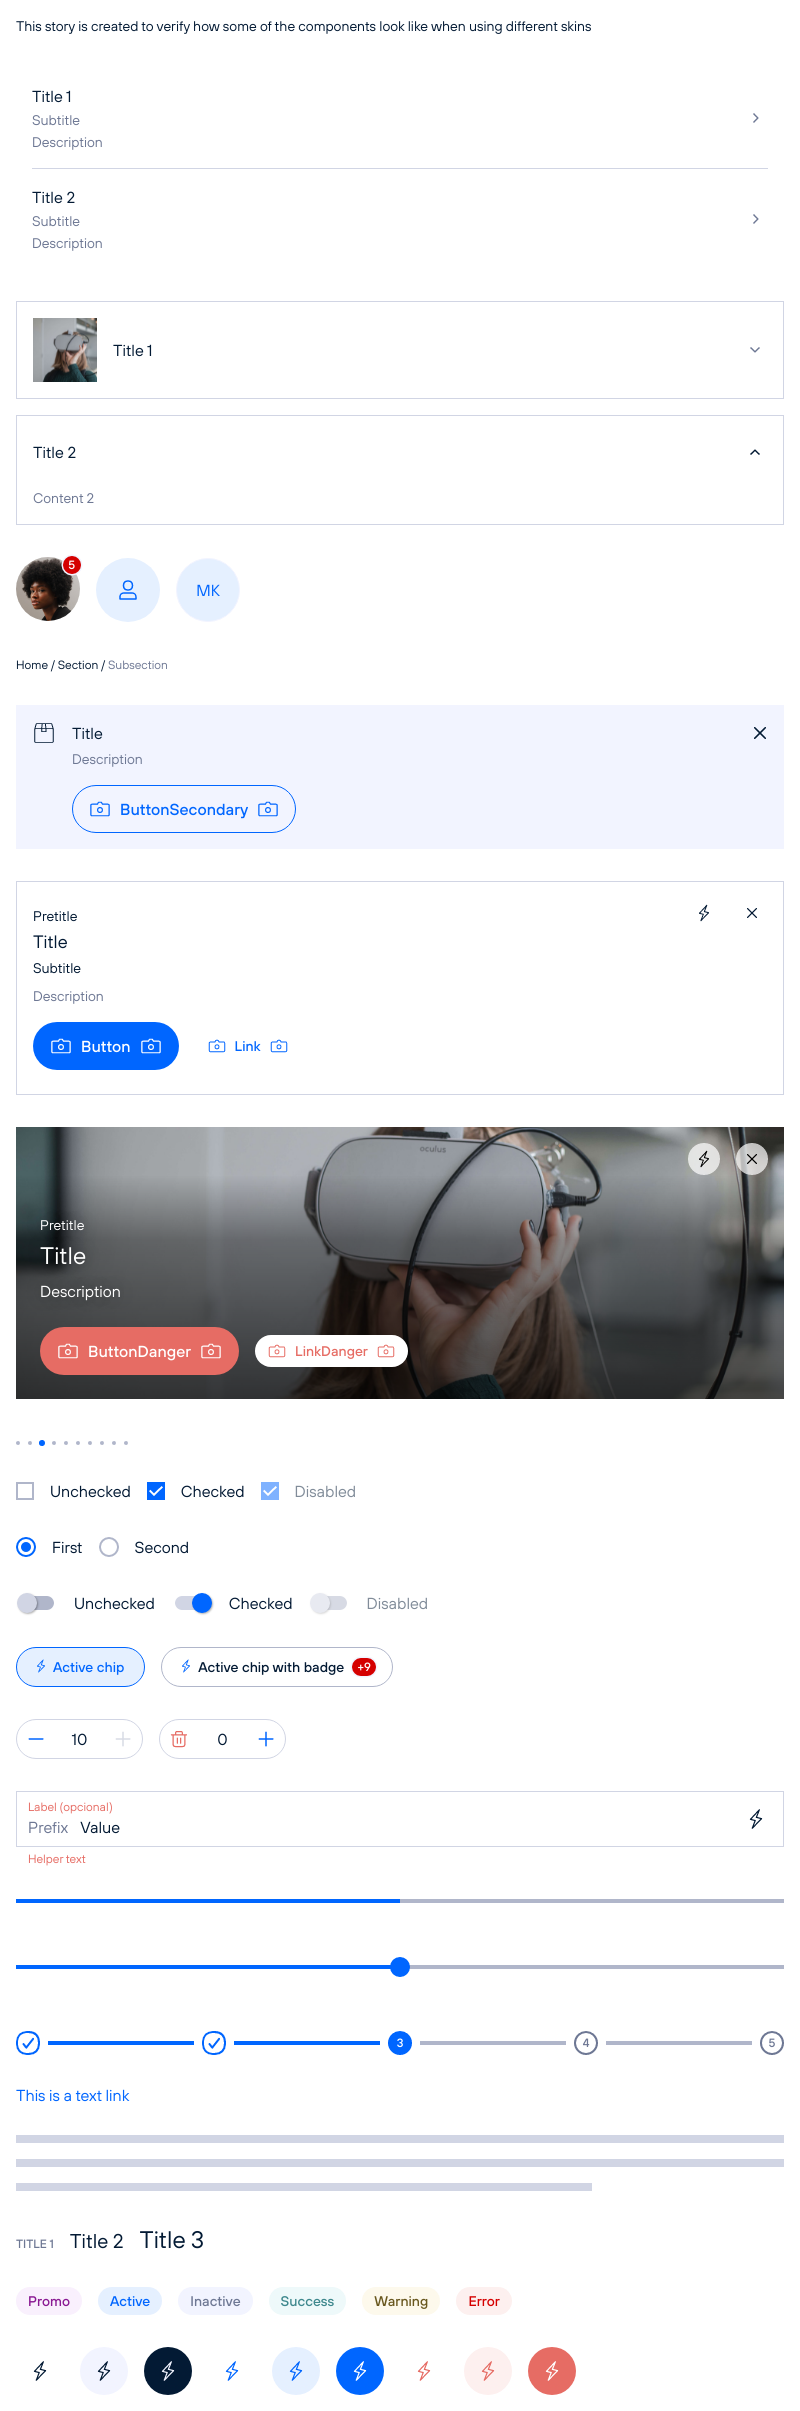 This story is created to verify how some of the components look like when using different skins
Title 1
Subtitle
Description
Title 2
Subtitle
Description
Title 1
Title 2
Content 2
5
MK
Home / Section / Subsection
Title
Description
ButtonSecondary
Pretitle
Title
Subtitle
Description
Button Link
oculus
Pretitle
Title
Description
ButtonDanger LinkDanger
Unchecked Checked Disabled
First Second
Unchecked Checked Disabled
Active chip Active chip with badge +9
10 0
Label (opcional)
Prefix Value
Helper text
3 4 5
This is a text link
TITLE 1 Title 2 Title 3
Promo Active Inactive Success Warning Error